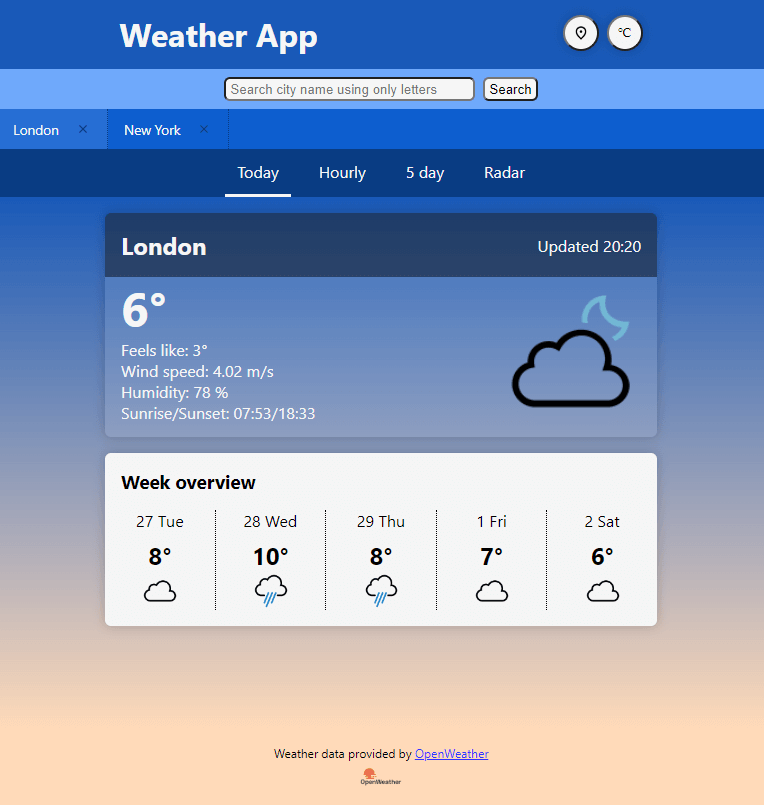 Weather App
°C
Search city name using only letters
Search
London ×
New York ×
Today
Hourly
5 day
Radar
London
Updated 20:20
6°
Feels like: 3°
Wind speed: 4.02 m/s
Humidity: 78 %
Sunrise/Sunset: 07:53/18:33
Week overview
27 Tue
28 Wed
29 Thu
1 Fri
2 Sat
8°
10°
8°
7°
6°
Weather data provided by OpenWeather
OpenWeather